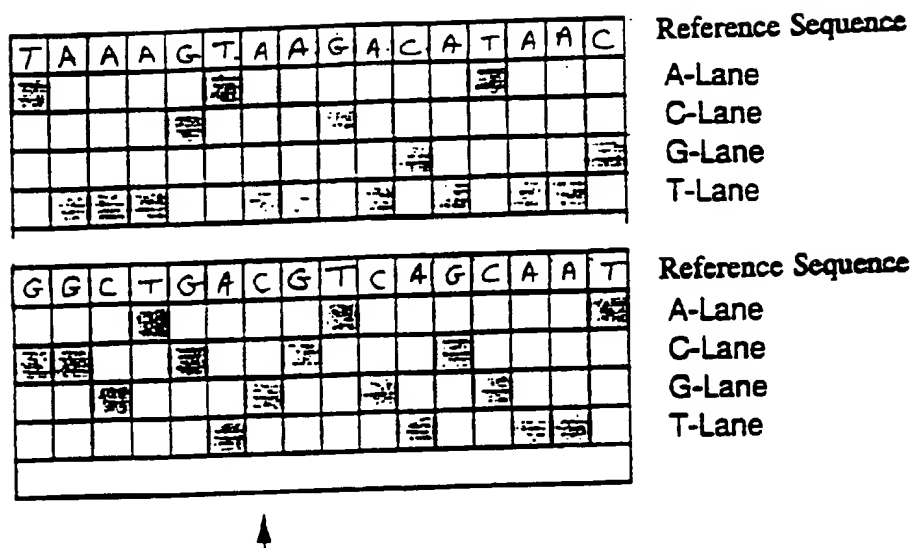 T A A A G T A A G A C A T A A C Reference Sequence
A-Lane
C-Lane
G-Lane
T-Lane
G G C T G A C G T C A G C A A T Reference Sequence
A-Lane
C-Lane
G-Lane
T-Lane